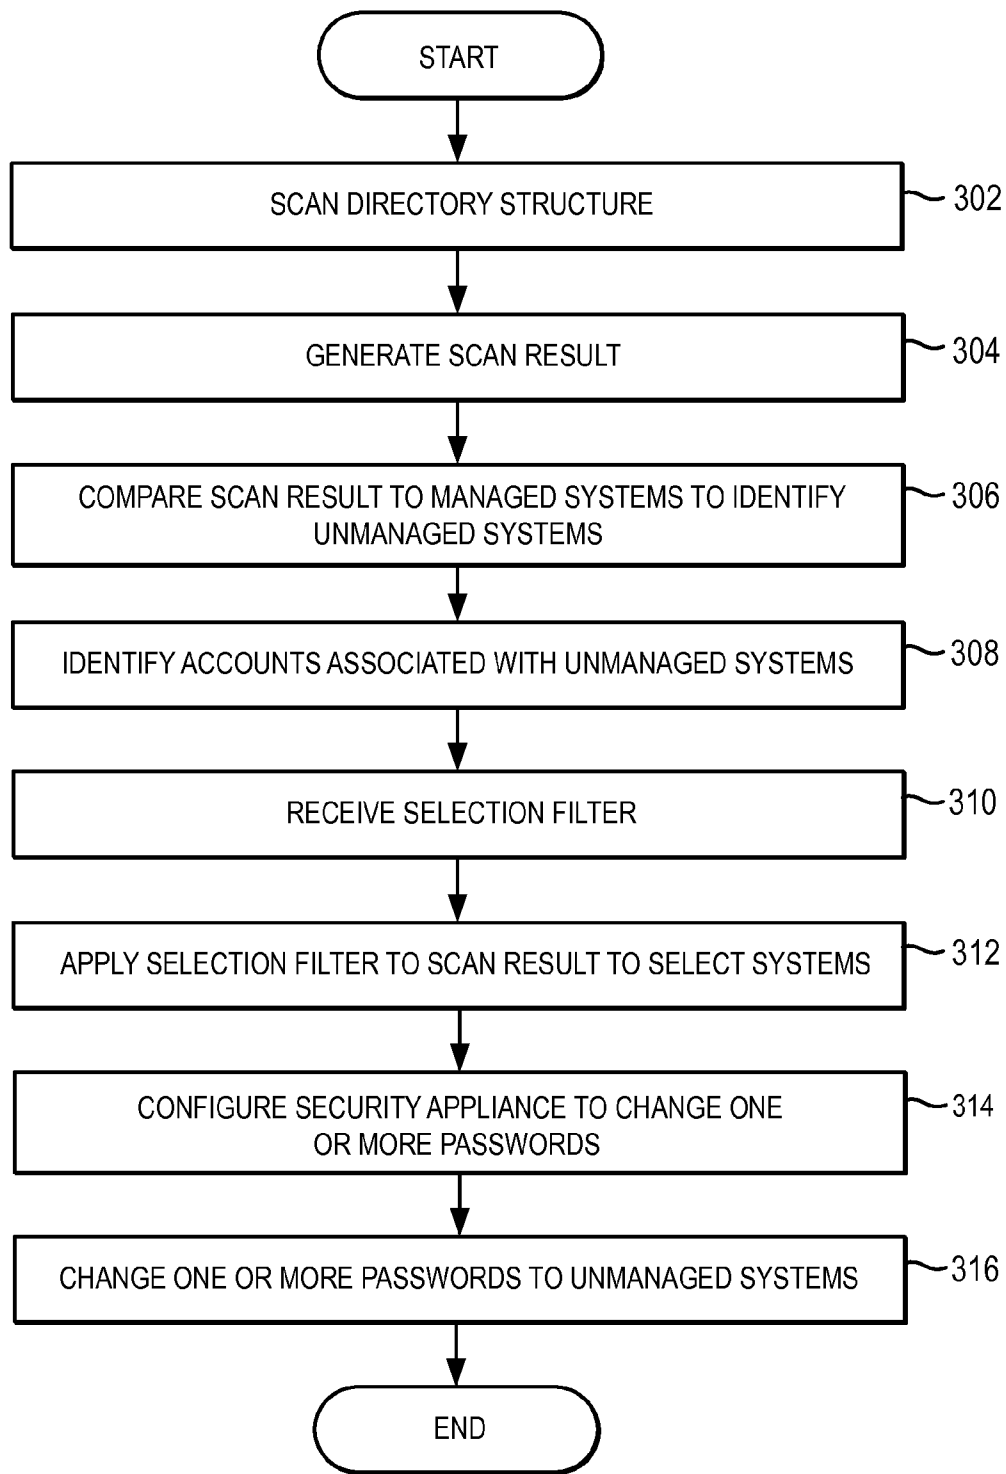 START
SCAN DIRECTORY STRUCTURE
302
GENERATE SCAN RESULT
304
COMPARE SCAN RESULT TO MANAGED SYSTEMS TO IDENTIFY
UNMANAGED SYSTEMS
306
IDENTIFY ACCOUNTS ASSOCIATED WITH UNMANAGED SYSTEMS
308
RECEIVE SELECTION FILTER
310
APPLY SELECTION FILTER TO SCAN RESULT TO SELECT SYSTEMS
312
CONFIGURE SECURITY APPLIANCE TO CHANGE ONE
OR MORE PASSWORDS
314
CHANGE ONE OR MORE PASSWORDS TO UNMANAGED SYSTEMS
316
END